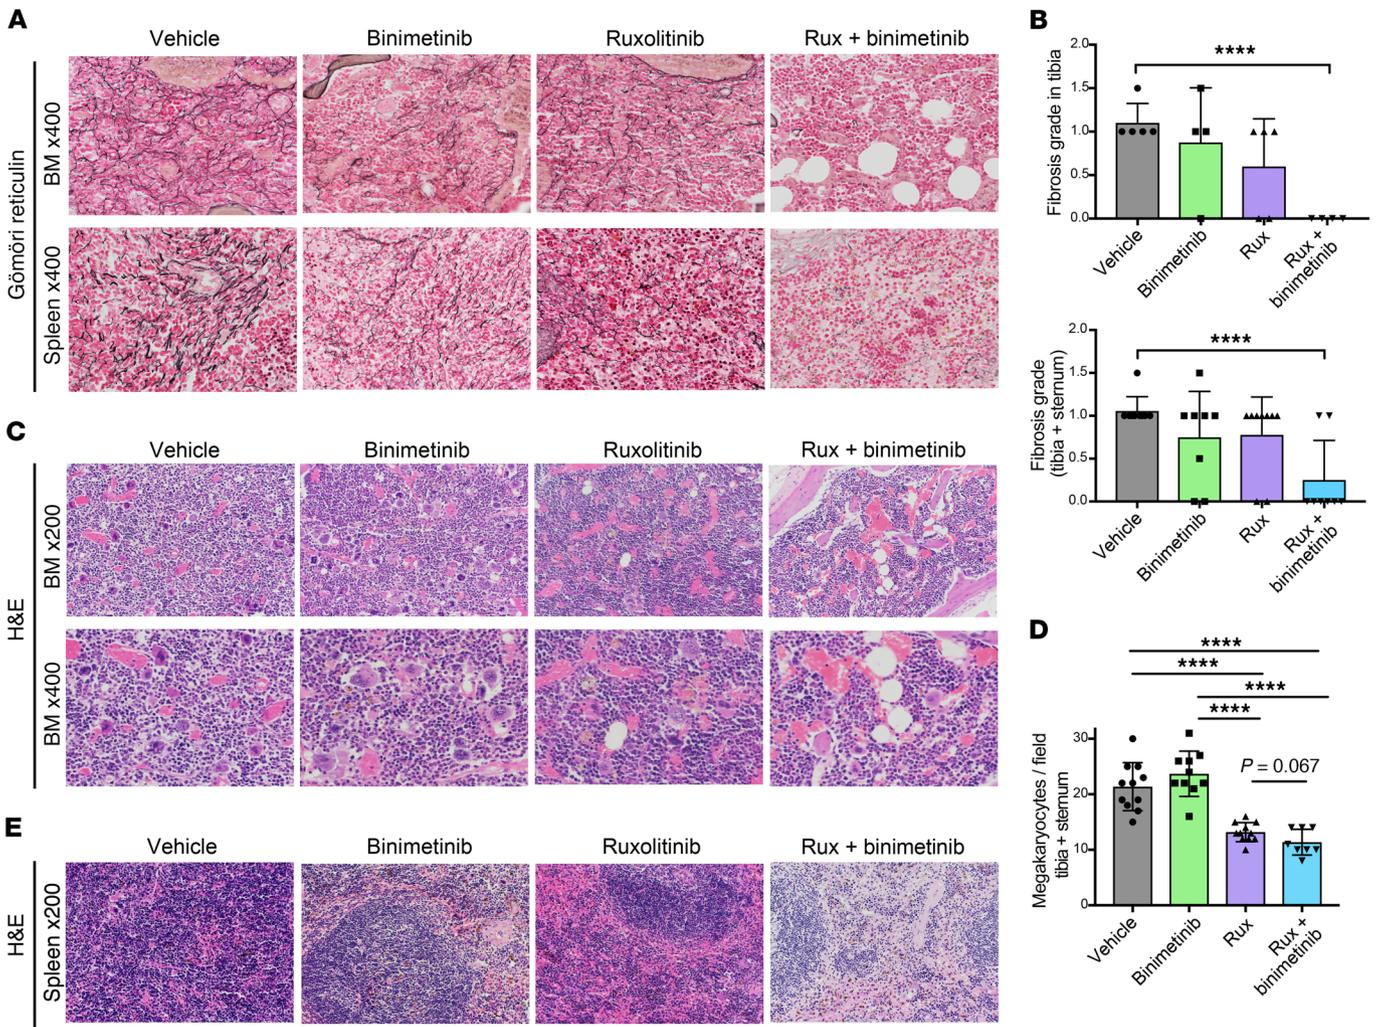 A
Vehicle
Binimetinib
Ruxolitinib
Rux + binimetinib
Gömöri reticulin
BM x400
Spleen x400
B
Fibrosis grade in tibia
2.0
1.5
1.0
0.5
0.0
****
Vehicle
Binimetinib
Rux
Rux +
binimetinib
Fibrosis grade
(tibia + sternum)
2.0
1.5
1.0
0.5
0.0
****
Vehicle
Binimetinib
Rux
Rux +
binimetinib
C
Vehicle
Binimetinib
Ruxolitinib
Rux + binimetinib
H&E
BM x200
BM x400
D
****
****
****
****
P = 0.067
Megakaryocytes / field
tibia + sternum
30
20
10
0
Vehicle
Binimetinib
Rux
Rux +
binimetinib
E
Vehicle
Binimetinib
Ruxolitinib
Rux + binimetinib
H&E
Spleen x200